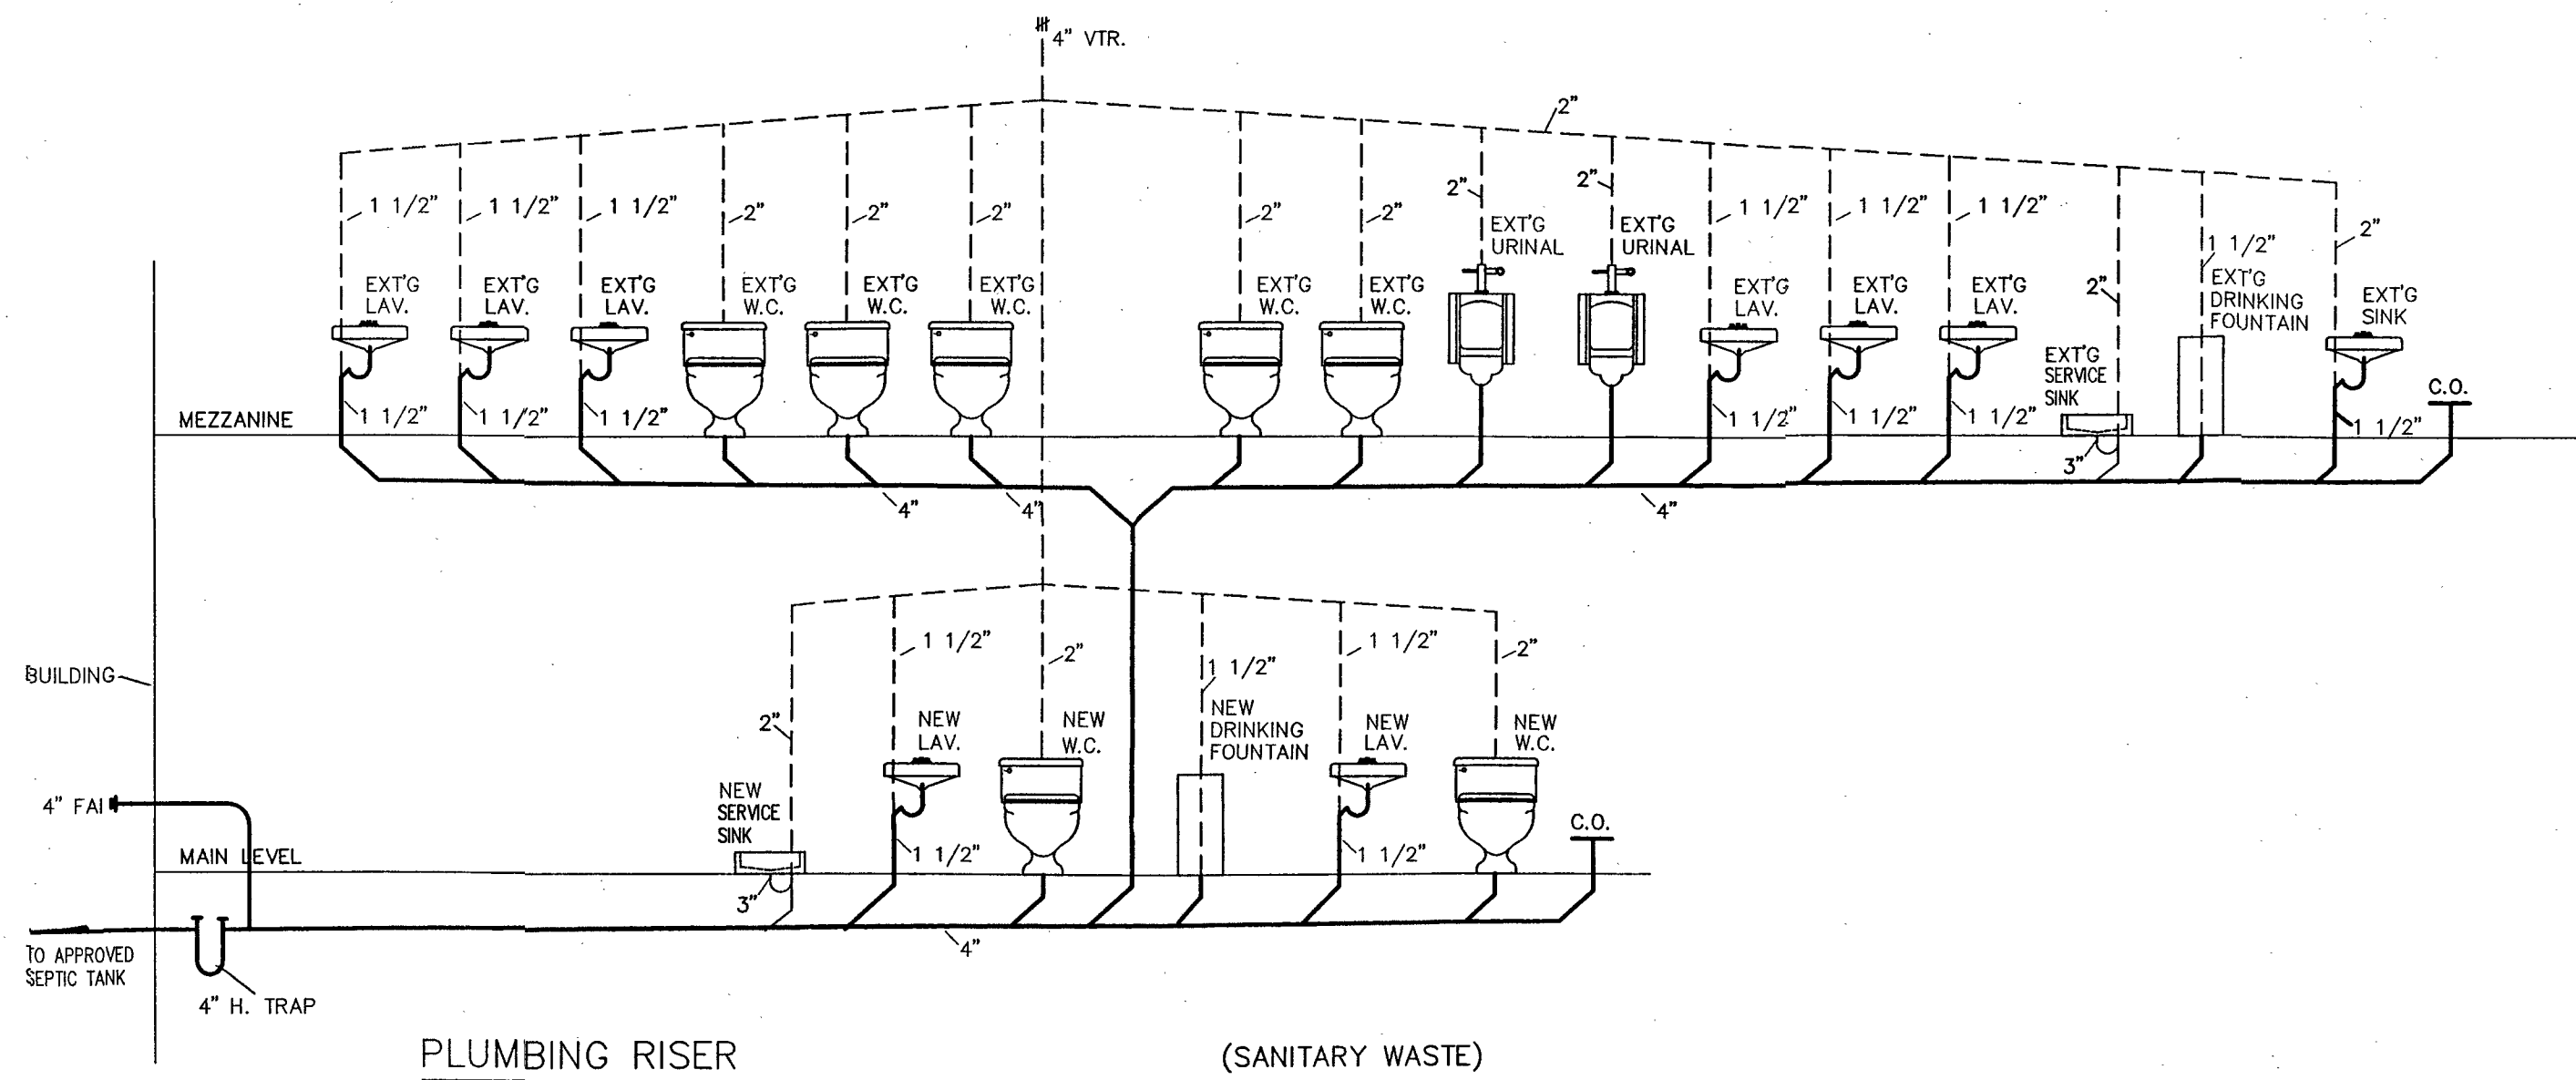 4" VTR.
2"
1 1/2"
1 1/2"
1 1/2"
2"
2"
2"
2"
2"
2"
2"
1 1/2"
1 1/2"
1 1/2"
2"
1 1/2"
2"
EXT'G
LAV.
EXT'G
LAV.
EXT'G
LAV.
EXT'G
W.C.
EXT'G
W.C.
EXT'G
W.C.
EXT'G
W.C.
EXT'G
W.C.
EXT'G
URINAL
EXT'G
URINAL
EXT'G
LAV.
EXT'G
LAV.
EXT'G
LAV.
EXT'G
SERVICE
SINK
EXT'G
DRINKING
FOUNTAIN
EXT'G
SINK
C.O.
MEZZANINE
1 1/2"
1 1/2"
1 1/2"
1 1/2"
1 1/2"
1 1/2"
3"
1 1/2"
4"
4"
4"
BUILDING
2"
1 1/2"
2"
1 1/2"
1 1/2"
2"
NEW
SERVICE
SINK
NEW
LAV.
NEW
W.C.
NEW
DRINKING
FOUNTAIN
NEW
LAV.
NEW
W.C.
C.O.
4" FAI
MAIN LEVEL
3"
1 1/2"
1 1/2"
4"
TO APPROVED
SEPTIC TANK
4" H. TRAP
PLUMBING RISER
(SANITARY WASTE)